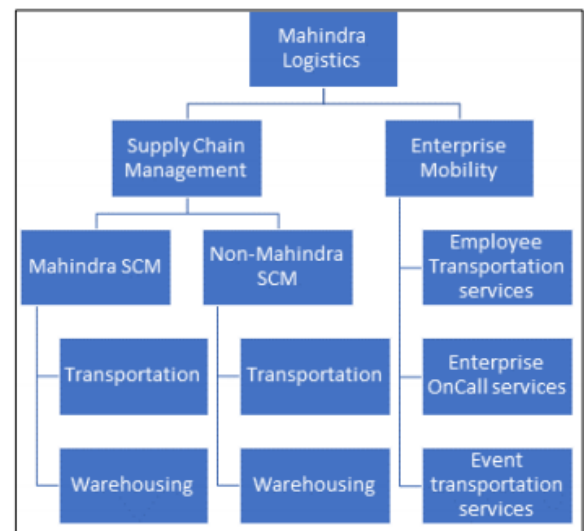 Mahindra
Logistics
Supply Chain
Management
Enterprise
Mobility
Mahindra SCM
Non-Mahindra
SCM
Employee
Transportation
services
Transportation
Transportation
Enterprise
OnCall services
Warehousing
Warehousing
Event
transportation
services